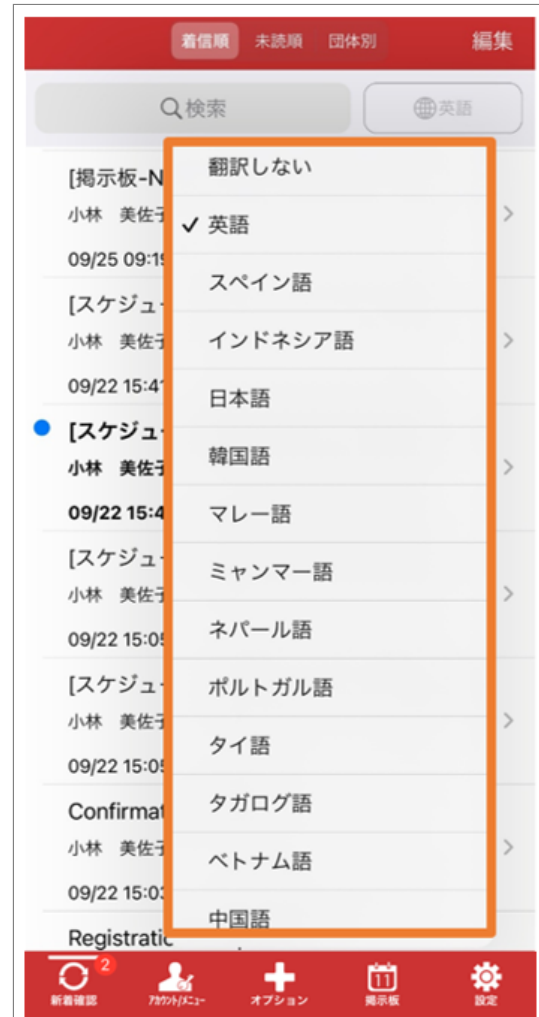 着信順 未読順 団体別 編集
検索 英語
[掲示板-N
小林 美佐子
09/25 09:19
[スケジュー
小林 美佐子
09/22 15:41
[スケジュー
小林 美佐子
09/22 15:4
[スケジュー
小林 美佐子
09/22 15:05
[スケジュー
小林 美佐子
09/22 15:05
Confirmat
小林 美佐子
09/22 15:03
Registratic
翻訳しない
✓ 英語
スペイン語
インドネシア語
日本語
韓国語
マレー語
ミャンマー語
ネパール語
ポルトガル語
タイ語
タガログ語
ベトナム語
中国語
2
11
新着確認 アカウント/メニュー オプション 掲示板 設定